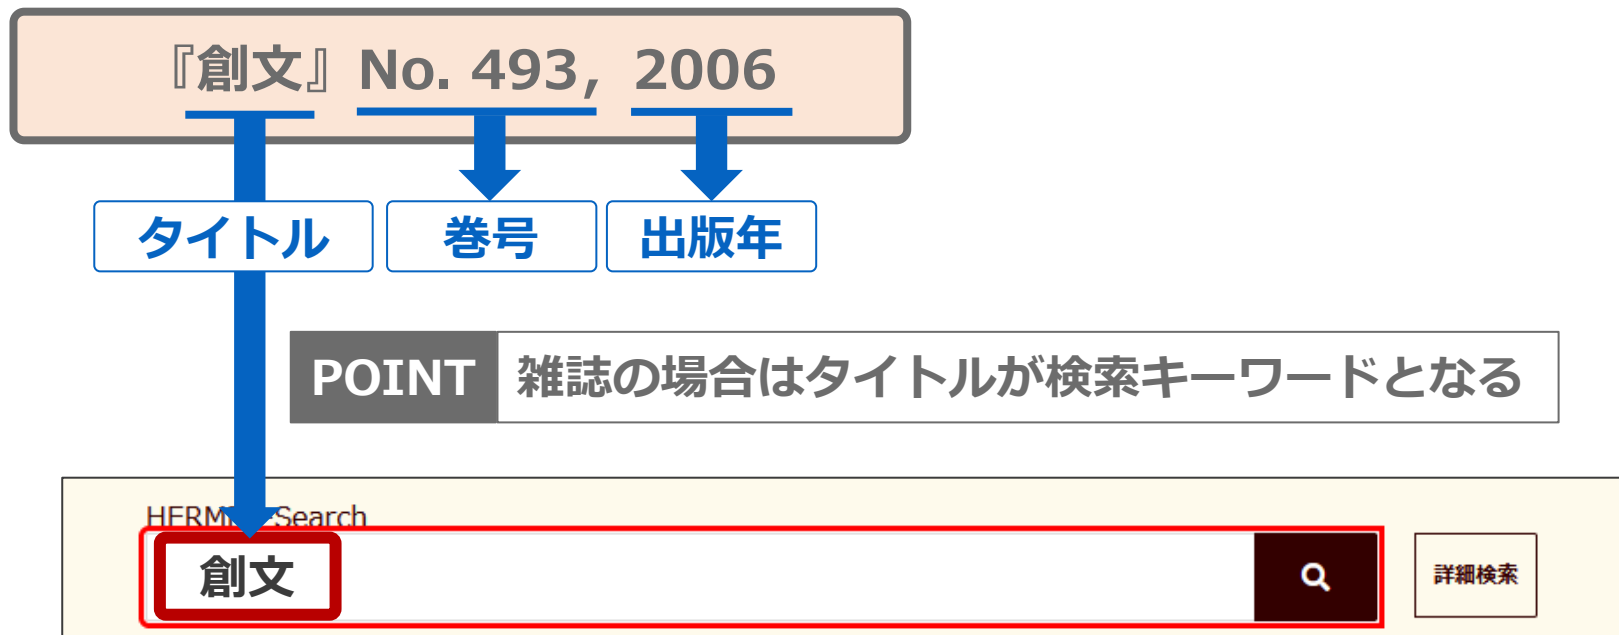 『創文』 No. 493, 2006
タイトル 巻号 出版年
POINT 雑誌の場合はタイトルが検索キーワードとなる
Search
創文
詳細検索